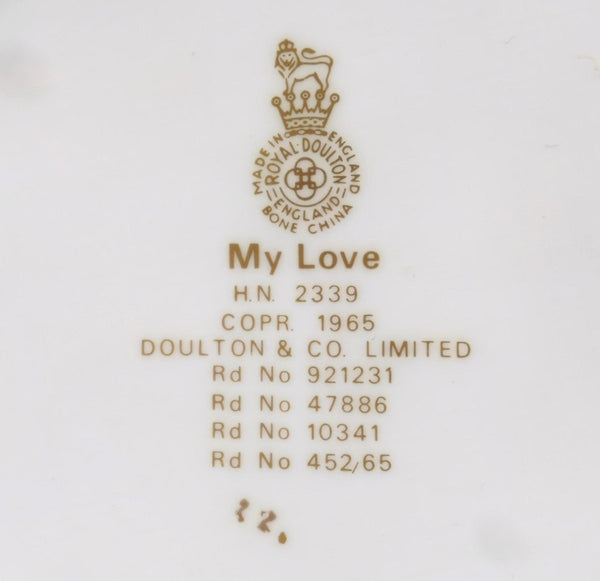 MADE IN ENGLAND
ROYAL·DOULTON
ENGLAND
BONE CHINA
My Love
H.N. 2339
COPR. 1965
DOULTON & CO. LIMITED
Rd No 921231
Rd No 47886
Rd No 10341
Rd No 452/65
22.